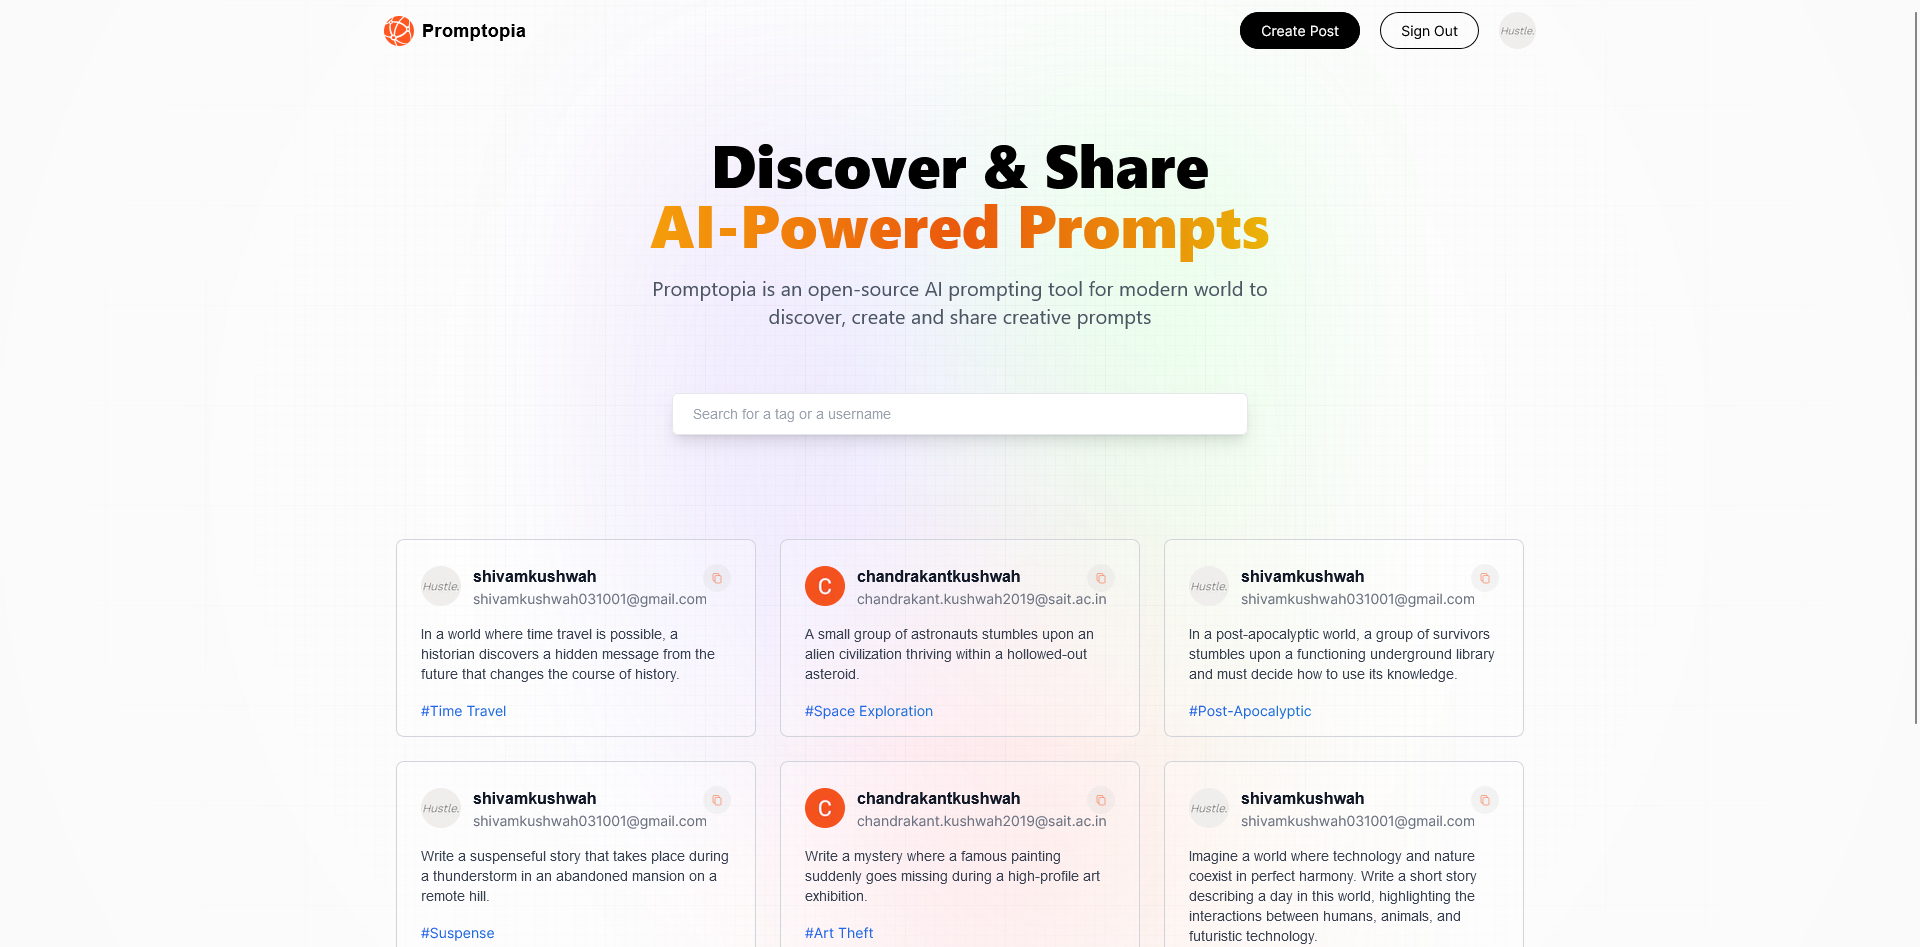 Promptopia
Create Post
Sign Out
Hustle.
Discover & Share
AI-Powered Prompts
Promptopia is an open-source AI prompting tool for modern world to
discover, create and share creative prompts
Search for a tag or a username
Hustle.
shivamkushwah
shivamkushwah031001@gmail.com
In a world where time travel is possible, a
historian discovers a hidden message from the
future that changes the course of history.
#Time Travel
C
chandrakantkushwah
chandrakant.kushwah2019@sait.ac.in
A small group of astronauts stumbles upon an
alien civilization thriving within a hollowed-out
asteroid.
#Space Exploration
Hustle.
shivamkushwah
shivamkushwah031001@gmail.com
In a post-apocalyptic world, a group of survivors
stumbles upon a functioning underground library
and must decide how to use its knowledge.
#Post-Apocalyptic
Hustle.
shivamkushwah
shivamkushwah031001@gmail.com
Write a suspenseful story that takes place during
a thunderstorm in an abandoned mansion on a
remote hill.
#Suspense
C
chandrakantkushwah
chandrakant.kushwah2019@sait.ac.in
Write a mystery where a famous painting
suddenly goes missing during a high-profile art
exhibition.
#Art Theft
Hustle.
shivamkushwah
shivamkushwah031001@gmail.com
Imagine a world where technology and nature
coexist in perfect harmony. Write a short story
describing a day in this world, highlighting the
interactions between humans, animals, and
futuristic technology.